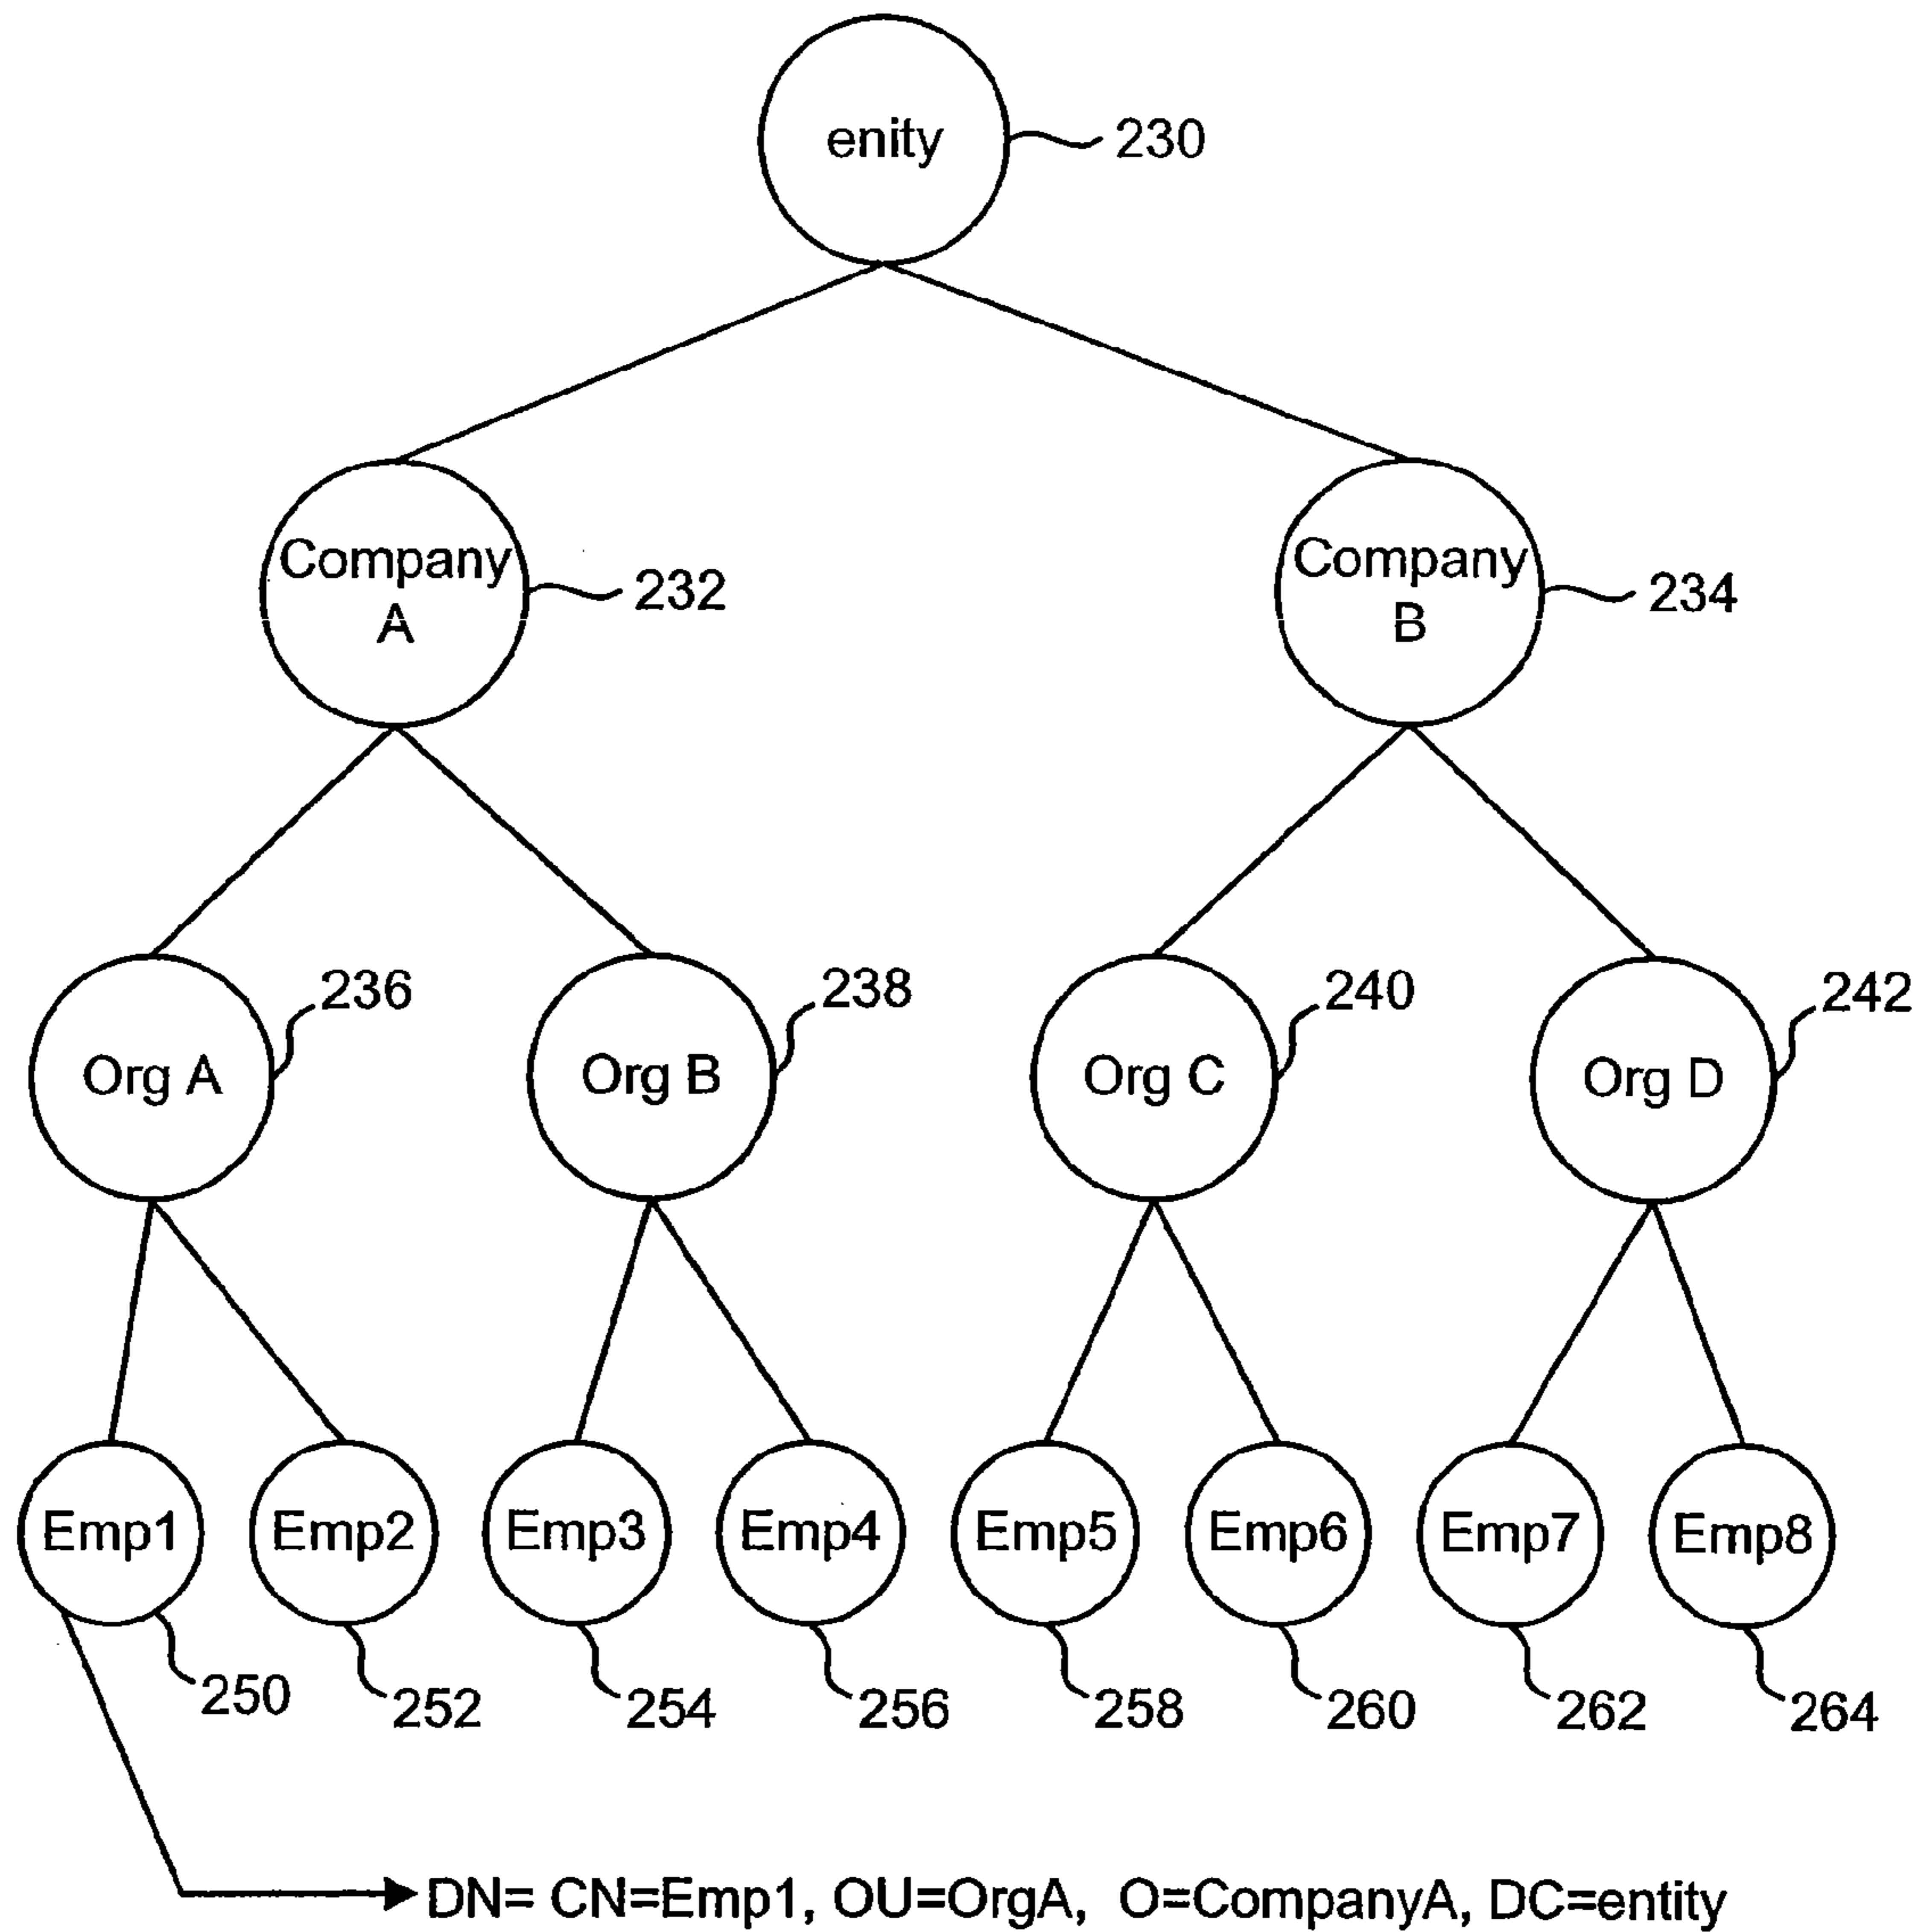 enity
230
Company
A
232
Company
B
234
Org A
236
Org B
238
Org C
240
Org D
242
Emp1
Emp2
Emp3
Emp4
Emp5
Emp6
Emp7
Emp8
250
252
254
256
258
260
262
264
DN= CN=Emp1, OU=OrgA, O=CompanyA, DC=entity